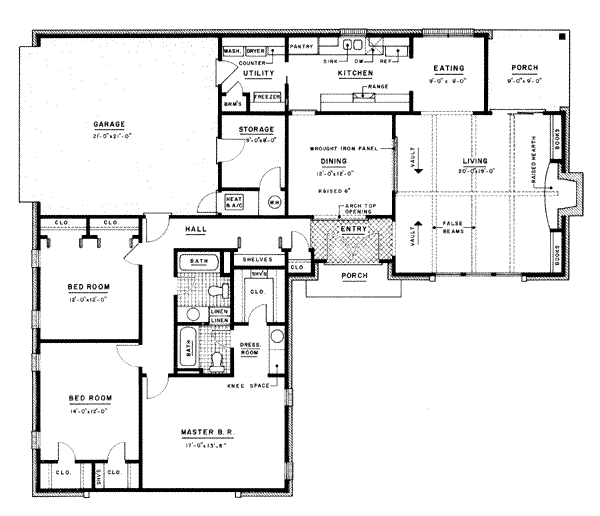 WASH.
DRYER
COUNTER
UTILITY
BRM'S
FREEZER
PANTRY
SINK
DW
REF.
KITCHEN
RANGE
EATING
9'-0" x 9'-0"
PORCH
9'-0" x 9'-0"
GARAGE
21'-0" x 21'-0"
STORAGE
9'-0" x 8'-0"
HEAT
& A/C
W.H.
WROUGHT IRON PANEL
DINING
12'-0" x 12'-0"
RAISED 6"
ARCH TOP
OPENING
VAULT
LIVING
20'-0" x 19'-0"
RAISED HEARTH
BOOKS
VAULT
FALSE
BEAMS
BOOKS
ENTRY
PORCH
CLO.
CLO.
CLO.
HALL
SHELVES
BATH
SHV'S
CLO.
LINEN
LINEN
BED ROOM
12'-0" x 12'-0"
BATH
DRESS.
ROOM
KNEE SPACE
BED ROOM
14'-0" x 12'-0"
MASTER B. R.
17'-0" x 13'-8"
CLO.
SHV'S
CLO.